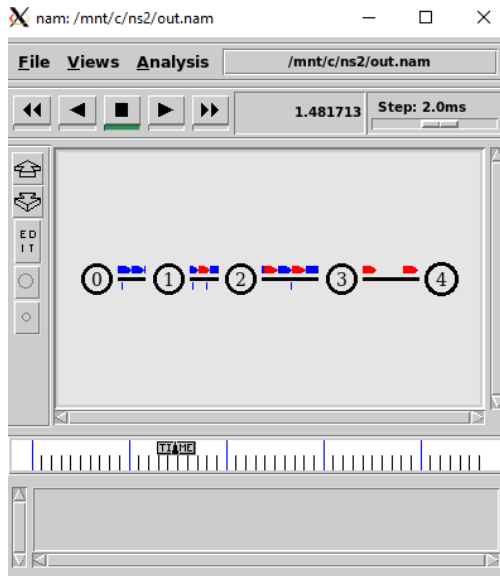 nam: /mnt/c/ns2/out.nam
File Views Analysis /mnt/c/ns2/out.nam
1.481713 Step: 2.0ms
ED
IT
0 1 2 3 4
TIME